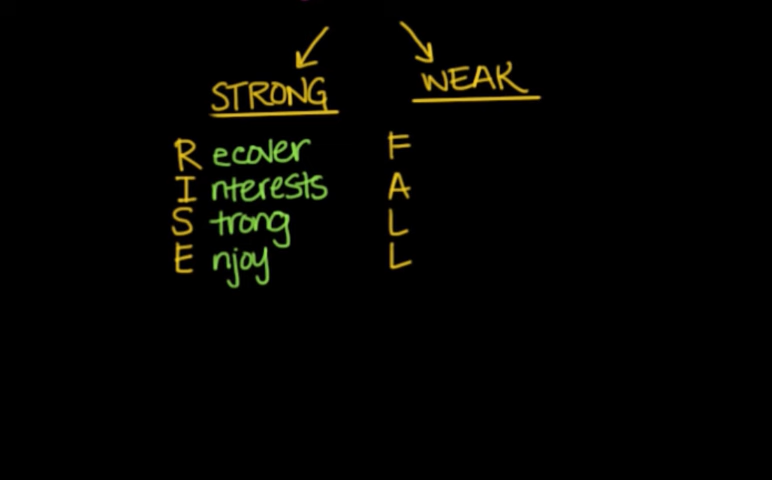 STRONG WEAK
Recover F
Interests A
Strong L
Enjoy L